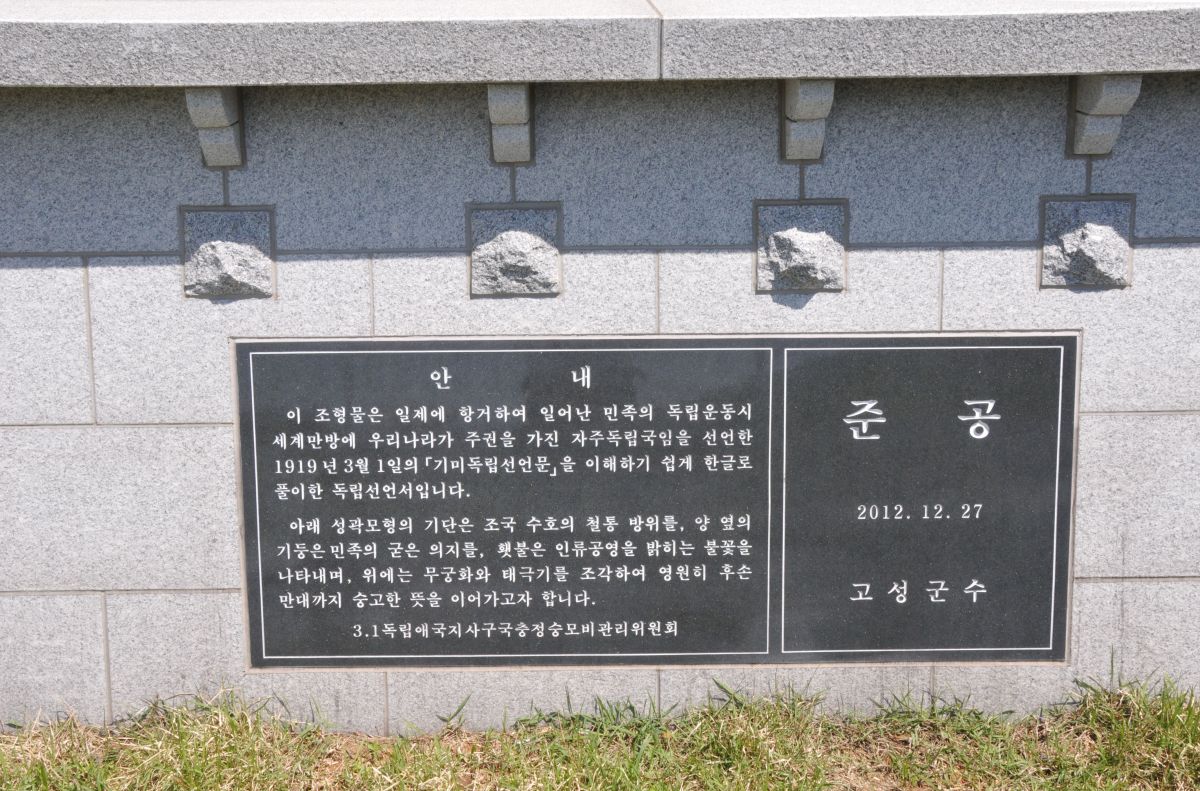 안 내
이 조형물은 일제에 항거하여 일어난 민족의 독립운동시
세계만방에 우리나라가 주권을 가진 자주독립국임을 선언한
1919년 3월 1일의 「기미독립선언문」을 이해하기 쉽게 한글로
풀이한 독립선언서입니다.
아래 성곽모형의 기단은 조국 수호의 철통 방위를, 양 옆의
기둥은 민족의 굳은 의지를, 횃불은 인류공영을 밝히는 불꽃을
나타내며, 위에는 무궁화와 태극기를 조각하여 영원히 후손
만대까지 숭고한 뜻을 이어가고자 합니다.
3.1독립애국지사구국충정숭모비관리위원회
준 공
2012. 12. 27
고성군수